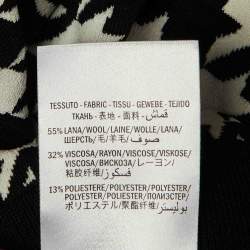 TESSUTO - FABRIC - TISSU - GEWEBE - TEJIDO
ТКАНЬ - 表地 - 面料 - قماش
55% LANA/WOOL/LAINE/WOLLE/LANA/
ШЕРСТЬ/毛/羊毛/صوف
32% VISCOSA/RAYON/VISCOSE/VISKOSE/
VISCOSA/ВИСКОЗА/レーヨン/
粘胶纤维/فسكوز
13% POLIESTERE/POLYESTER/POLYESTER/
POLYESTER/POLIÉSTER/ПОЛИЭСТЕР/
ポリエステル/聚酯纤维/بوليستر